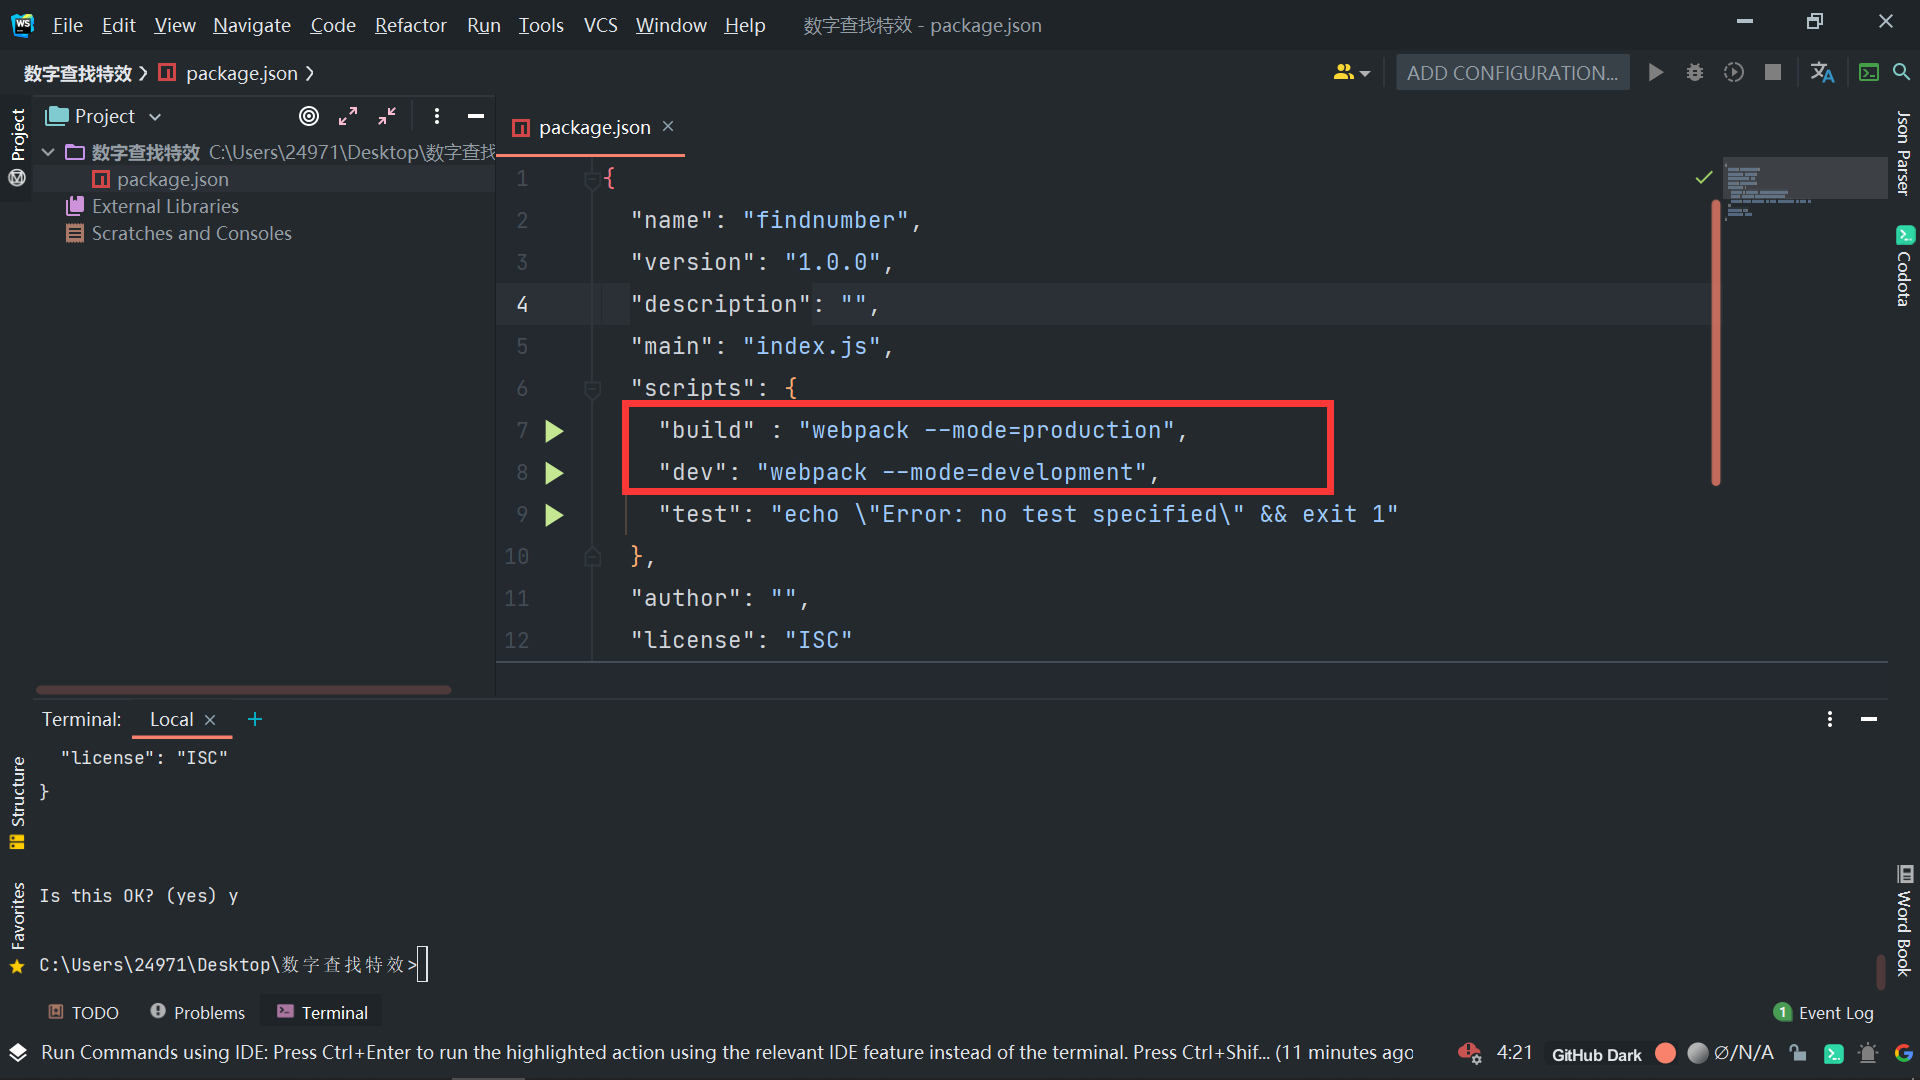 File Edit View Navigate Code Refactor Run Tools VCS Window Help 数字查找特效 - package.json
数字查找特效 package.json
ADD CONFIGURATION...
Project
package.json
数字查找特效 C:\Users\24971\Desktop\数字查找
package.json
External Libraries
Scratches and Consoles
1 {
2 "name": "findnumber",
3 "version": "1.0.0",
4 "description": "",
5 "main": "index.js",
6 "scripts": {
7 "build" : "webpack --mode=production",
8 "dev": "webpack --mode=development",
9 "test": "echo \"Error: no test specified\" && exit 1"
10 },
11 "author": "",
12 "license": "ISC"
Project
Structure
Favorites
Json Parser
Codota
Word Book
Terminal: Local
"license": "ISC"
}
Is this OK? (yes) y
C:\Users\24971\Desktop\数字查找特效>
TODO Problems Terminal
1 Event Log
Run Commands using IDE: Press Ctrl+Enter to run the highlighted action using the relevant IDE feature instead of the terminal. Press Ctrl+Shif... (11 minutes ago
4:21 GitHub Dark ∅/N/A